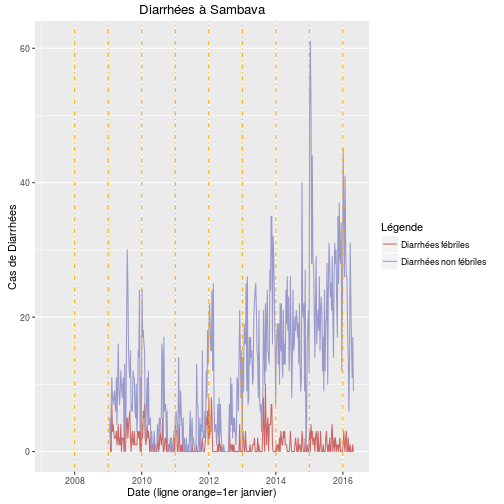 Diarrhées à Sambava
Cas de Diarrhées
60
40
20
0
2008 2010 2012 2014 2016
Date (ligne orange=1er janvier)
Légende
Diarrhées fébriles
Diarrhées non fébriles